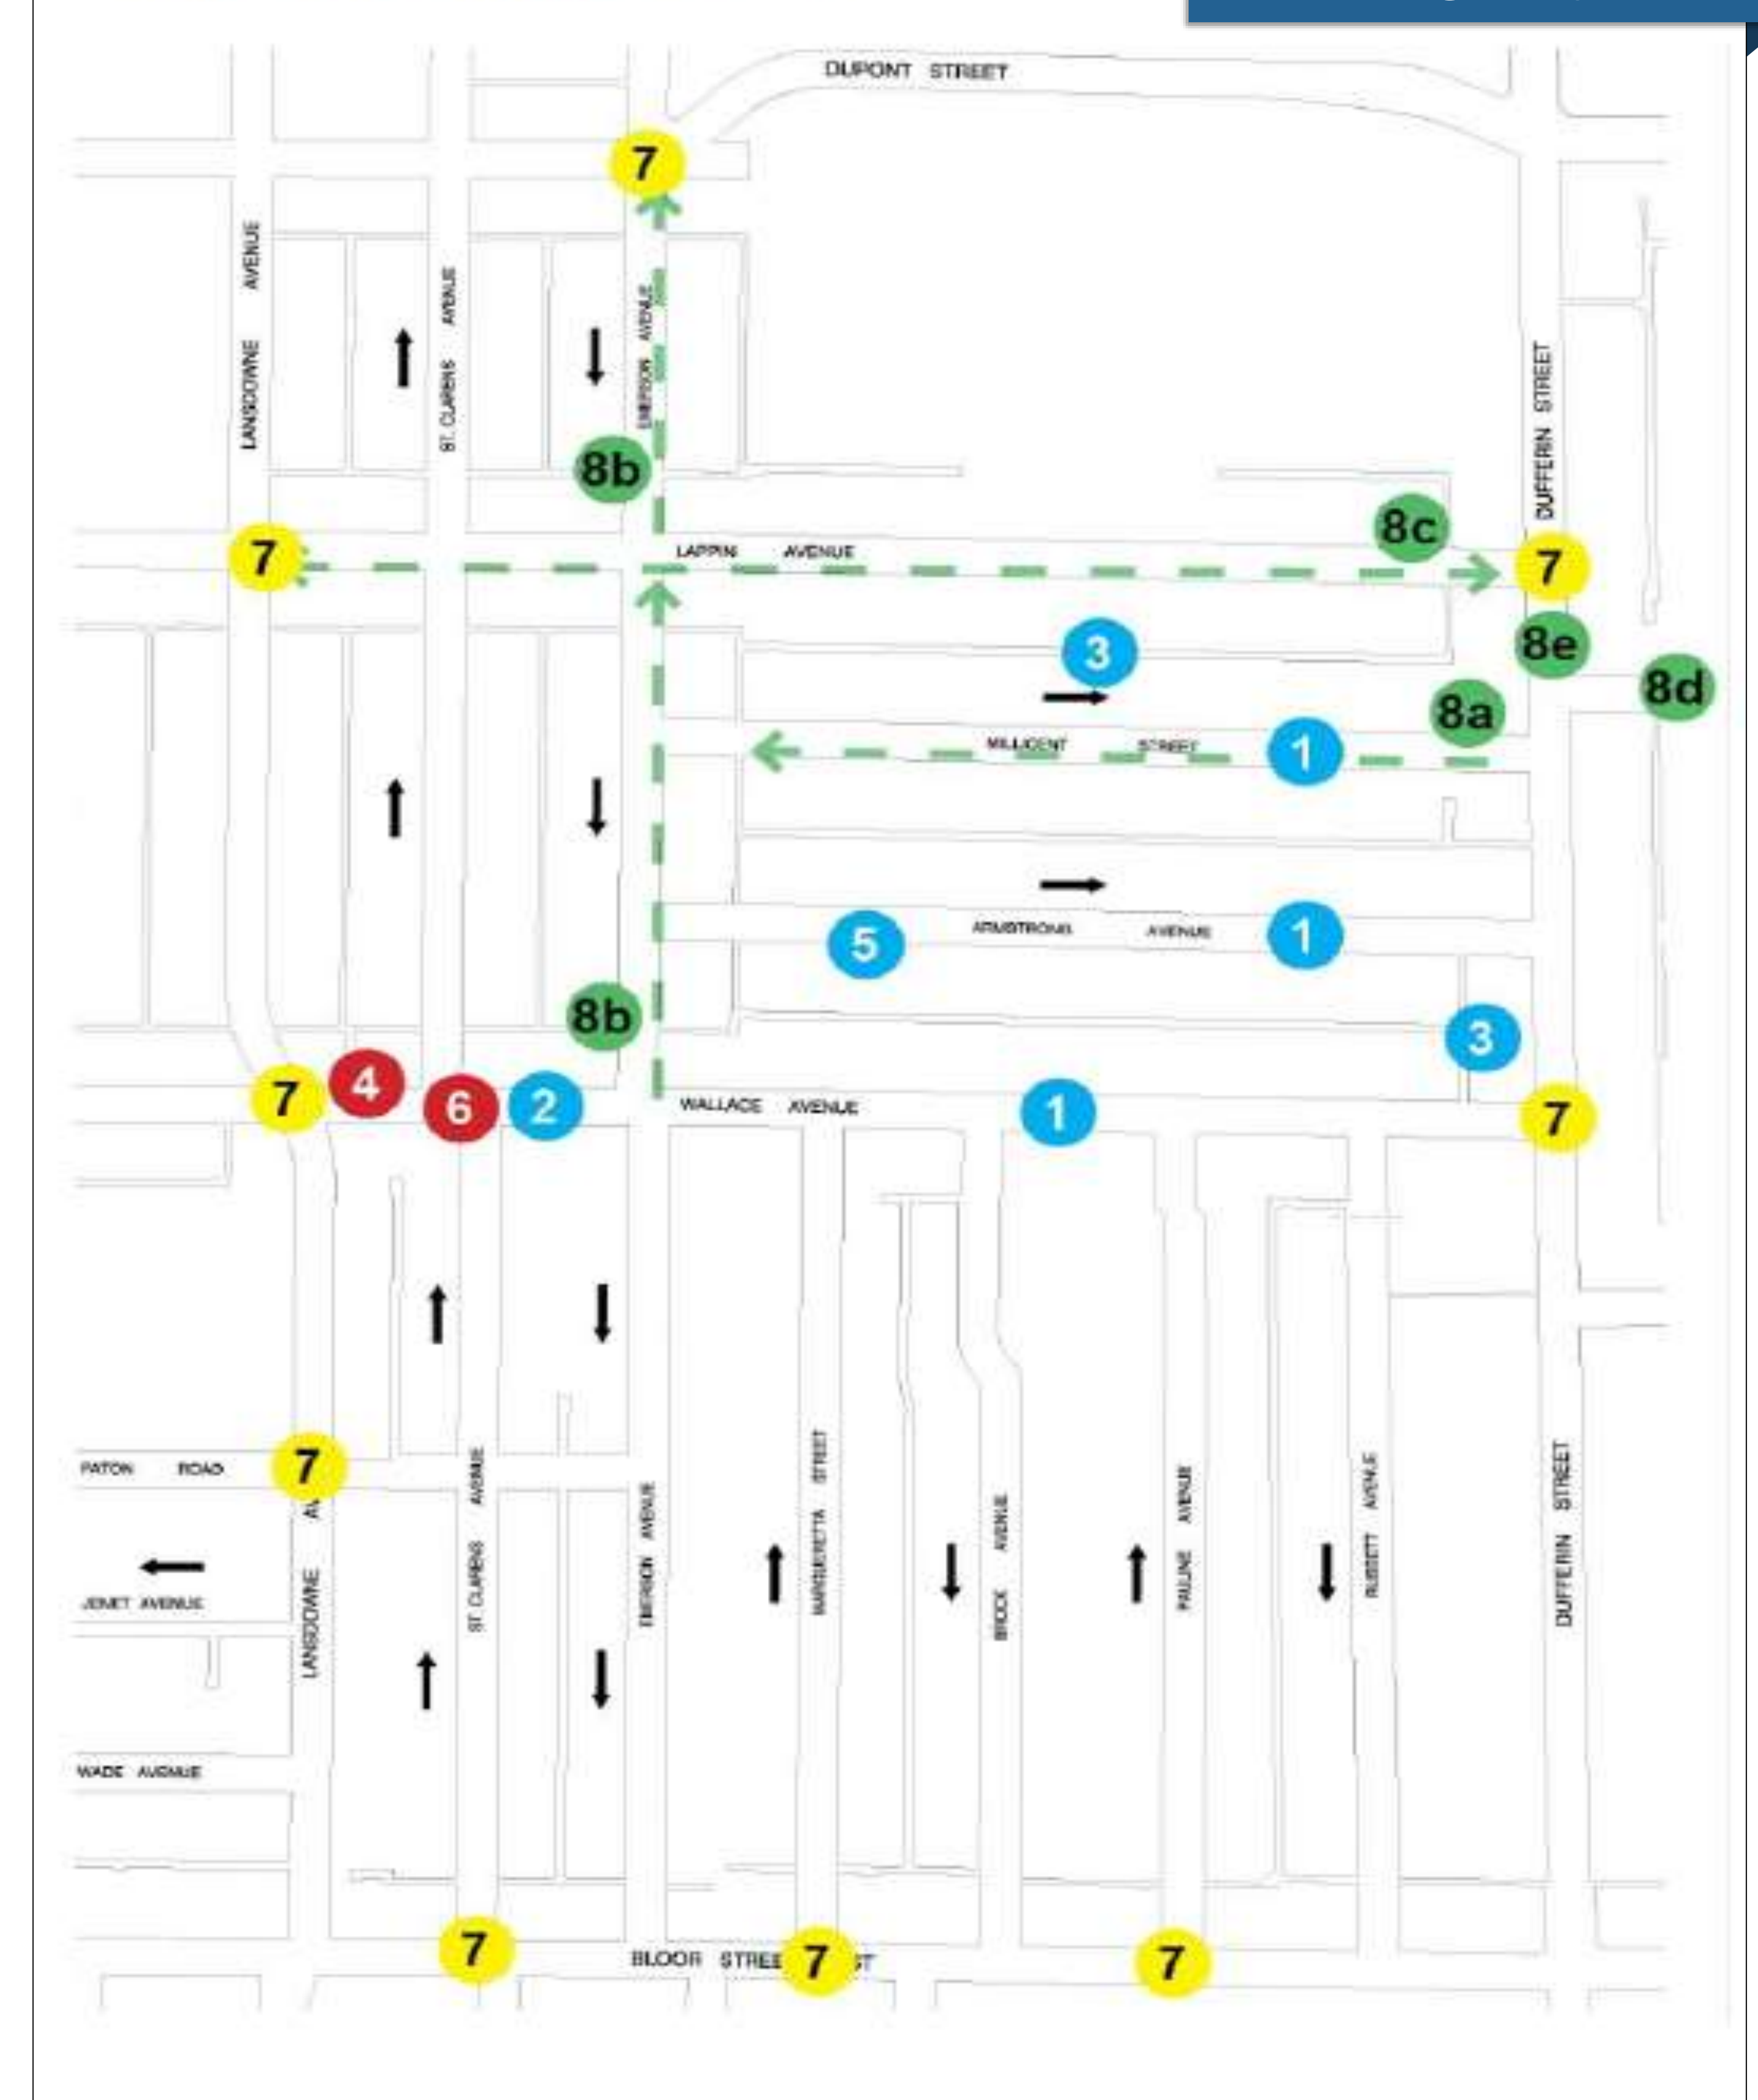 DUPONT STREET
7
LANSDOWNE AVENUE
ST. CLARENS AVENUE
EMERSON AVENUE
DUFFERIN STREET
8b
8c
7
LAPPIN AVENUE
7
3
8e
8d
8a
MILLICENT STREET
1
5
ARMSTRONG AVENUE
1
8b
3
7
4
6
2
WALLACE AVENUE
1
7
PATON ROAD
7
LANSDOWNE AV
ST. CLARENS AVENUE
EMERSON AVENUE
MARGUERETTA STREET
BROCK AVENUE
PAULINE AVENUE
RUSSETT AVENUE
DUFFERIN STREET
JENET AVENUE
WADE AVENUE
7
BLOOR STREE
7
ST
7